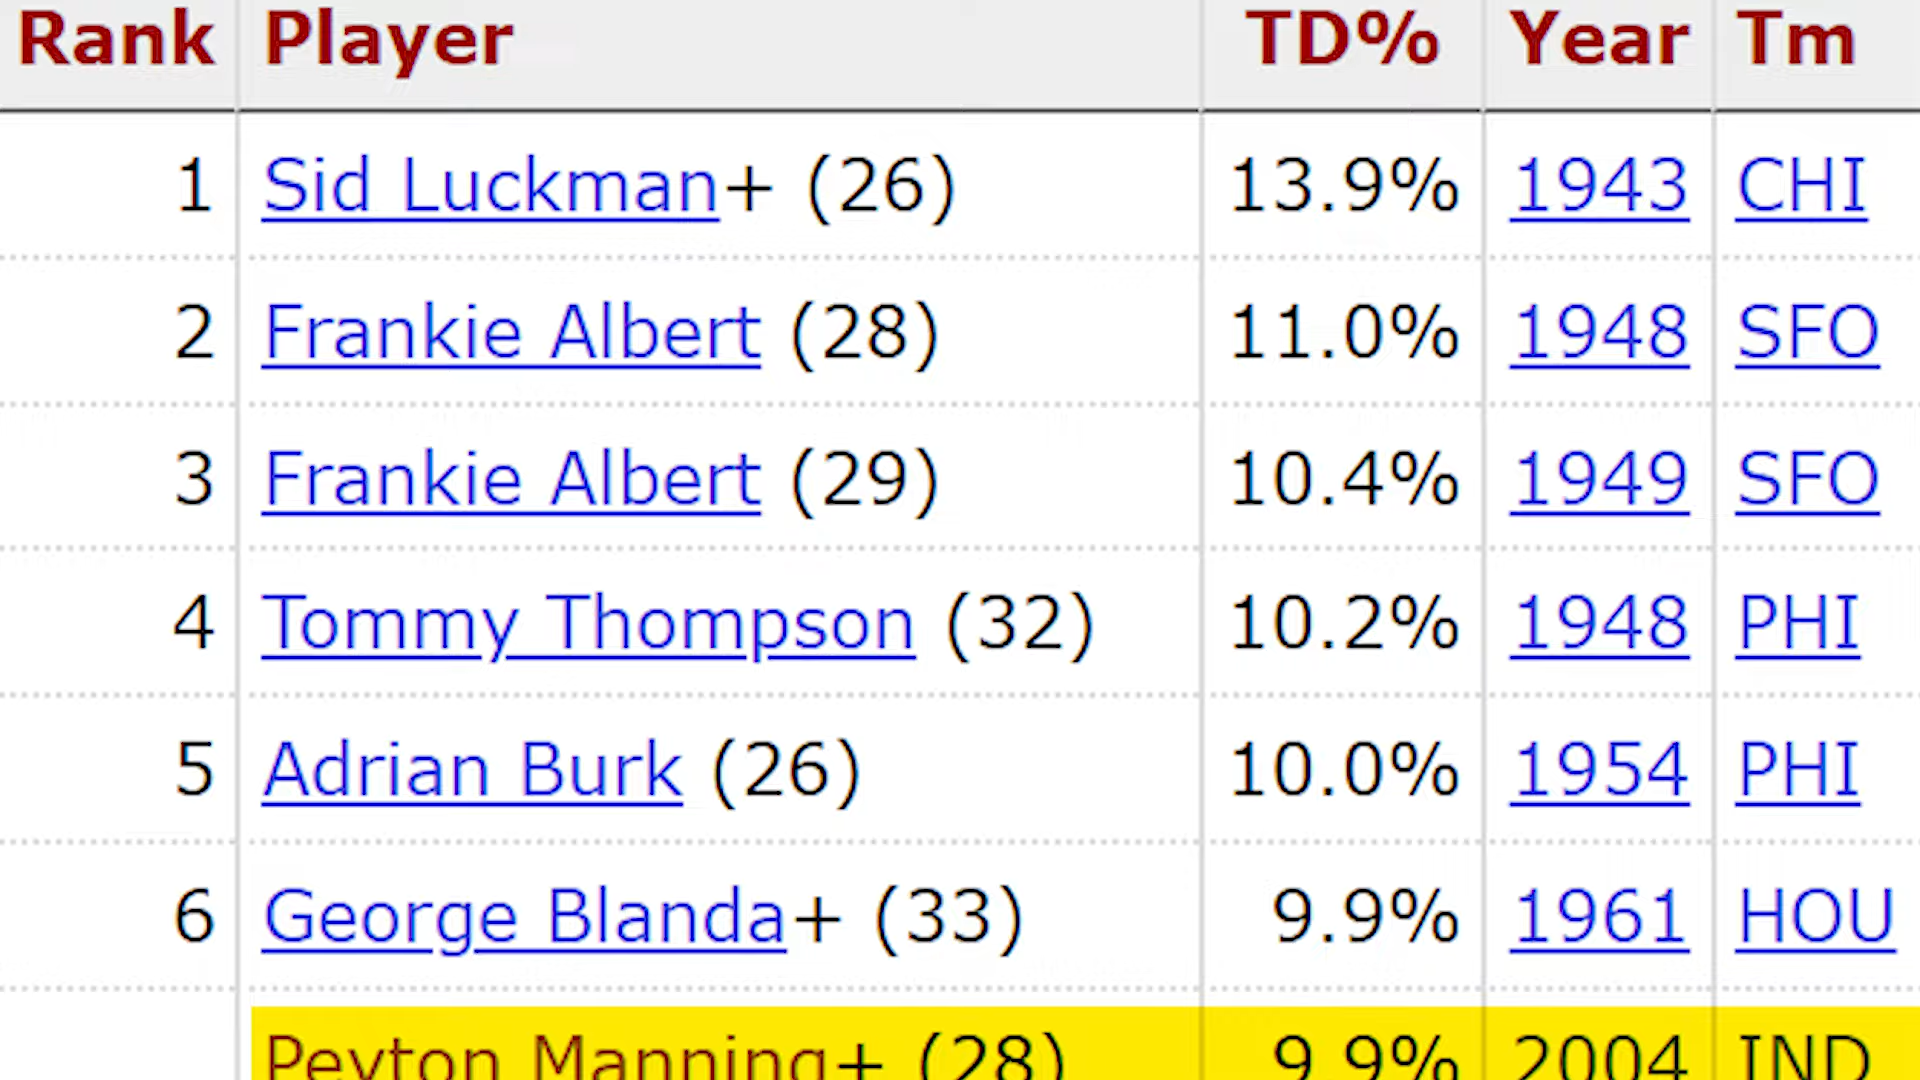 Rank Player TD% Year Tm
1 Sid Luckman+ (26) 13.9% 1943 CHI
2 Frankie Albert (28) 11.0% 1948 SFO
3 Frankie Albert (29) 10.4% 1949 SFO
4 Tommy Thompson (32) 10.2% 1948 PHI
5 Adrian Burk (26) 10.0% 1954 PHI
6 George Blanda+ (33) 9.9% 1961 HOU
Peyton Manning+ (28) 9.9% 2004 IND